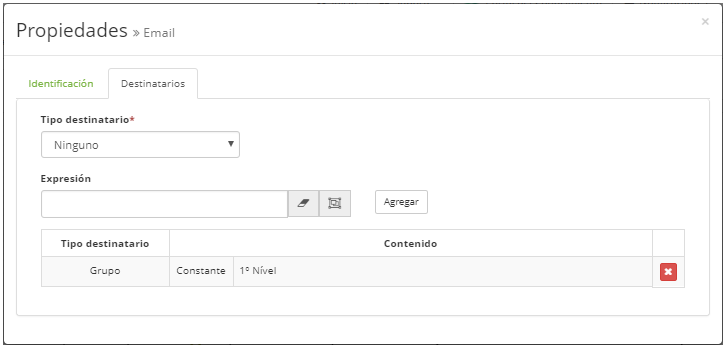 Propiedades » Email
×
Identificación
Destinatarios
Tipo destinatario*
Ninguno
Expresión
Agregar
Tipo destinatario Contenido
Grupo Constante 1º Nível